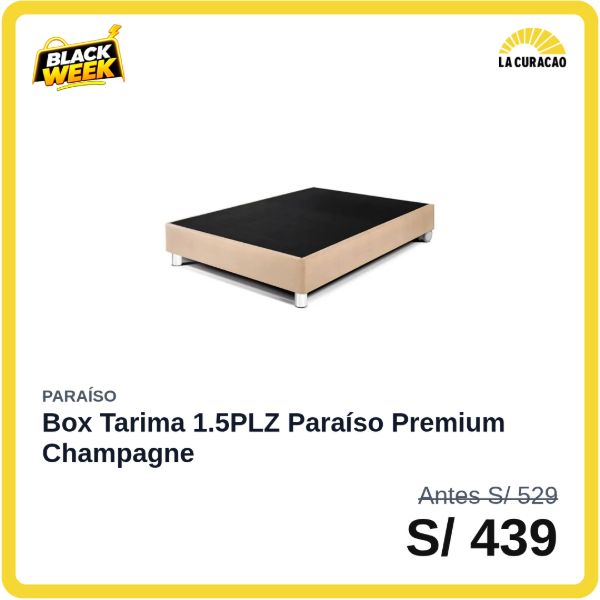 BLACK
WEEK
LA CURACAO
PARAÍSO
Box Tarima 1.5PLZ Paraíso Premium
Champagne
Antes S/ 529
S/ 439